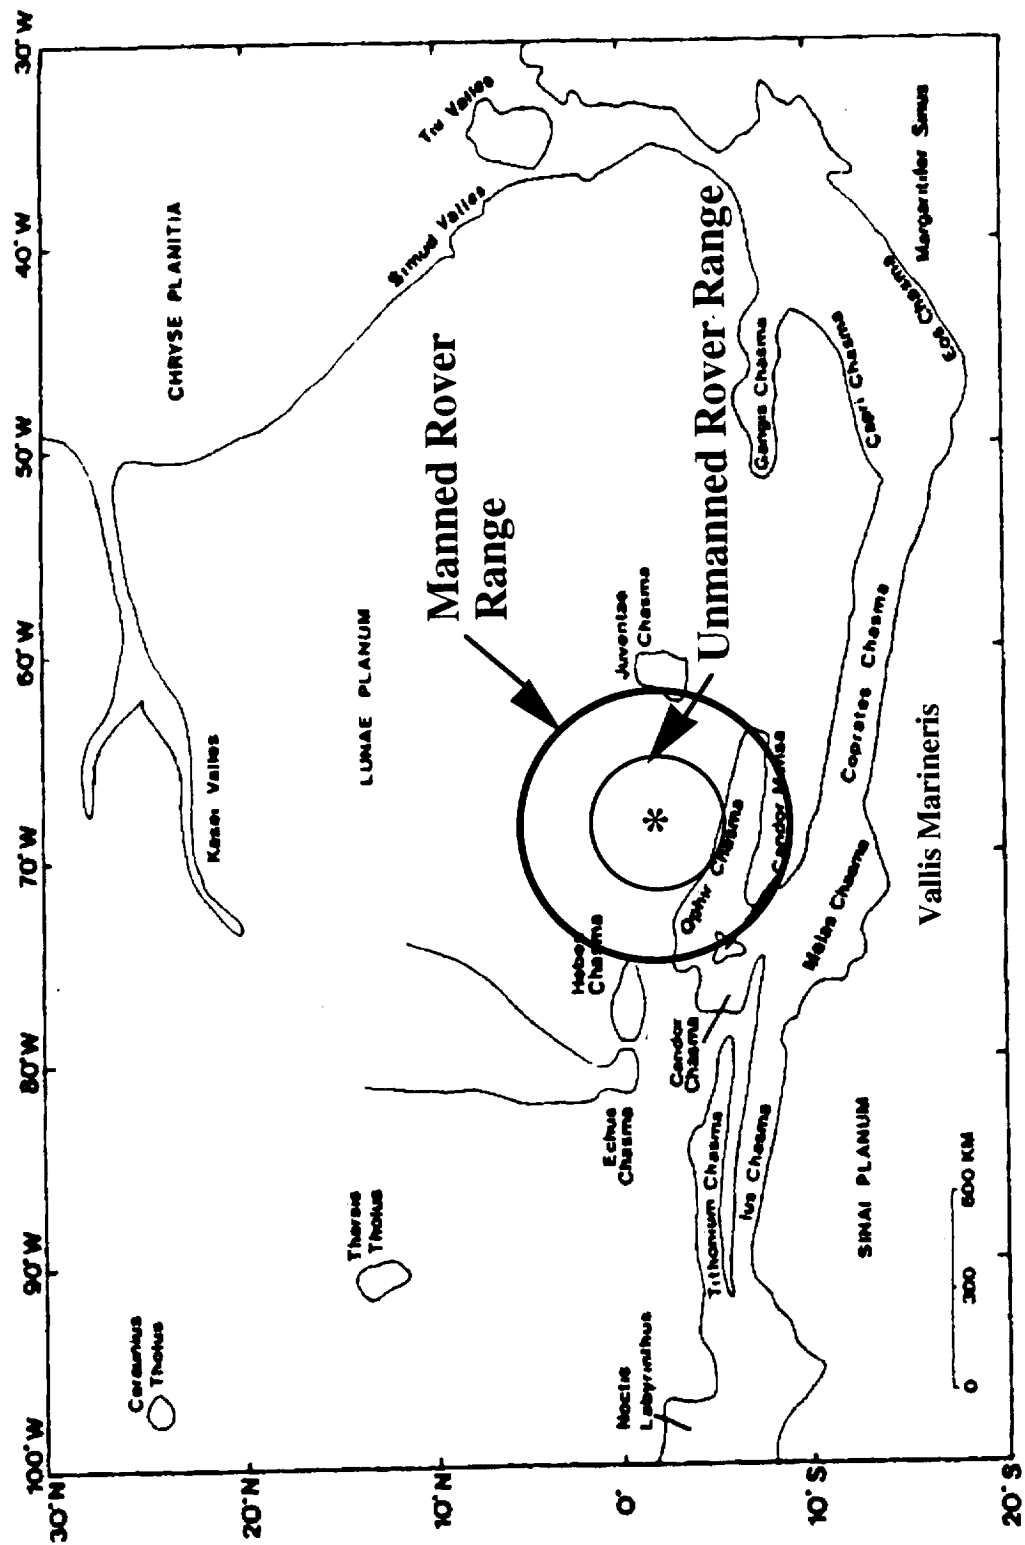 100°W
90°W
80°W
70°W
60°W
50°W
40°W
30°W
30°N
20°N
10°N
0°
10°S
20°S
Ceraunius
Tholus
Tharsis
Tholus
Kasei Valles
CHRYSE PLANITIA
LUNAE PLANUM
Manned Rover
Range
Simud Valles
Tiu Valles
Noctis
Labyrinthus
Echus
Chasma
Hebes
Chasma
Juventae
Chasma
*
Unmanned Rover Range
Candor
Chasma
Ophir Chasma
Tithonium Chasma
Ius Chasma
Candor Mensa
Gangis Chasma
Melas Chasma
Coprates Chasma
Capri Chasma
Eos Chasma
Margaritifer Sinus
SINAI PLANUM
Vallis Marineris
0 300 600 KM